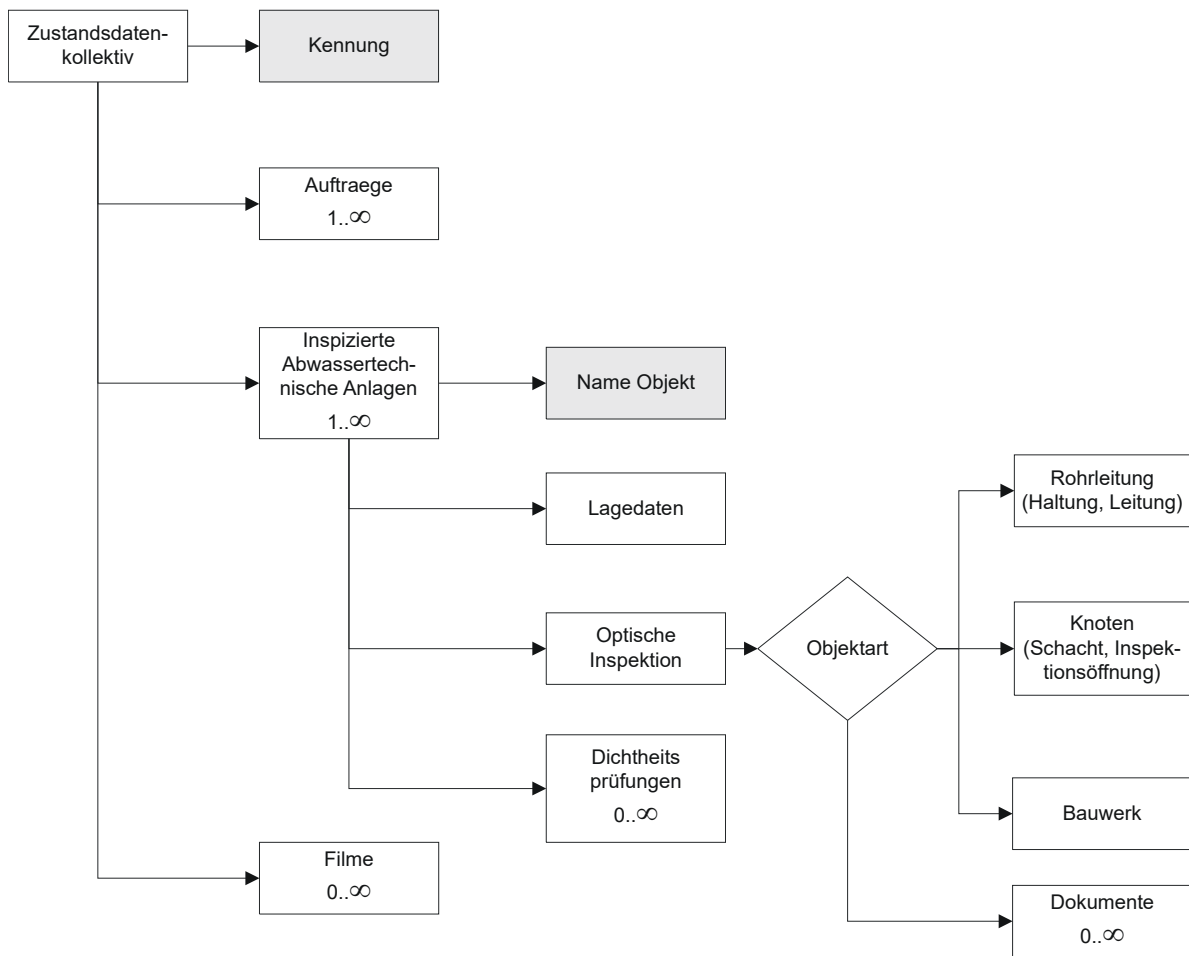 Zustandsdaten-
kollektiv
Kennung
Auftraege
1..∞
Inspizierte
Abwassertech-
nische Anlagen
1..∞
Name Objekt
Lagedaten
Rohrleitung
(Haltung, Leitung)
Optische
Inspektion
Objektart
Knoten
(Schacht, Inspek-
tionsöffnung)
Dichtheits
prüfungen
0..∞
Bauwerk
Filme
0..∞
Dokumente
0..∞